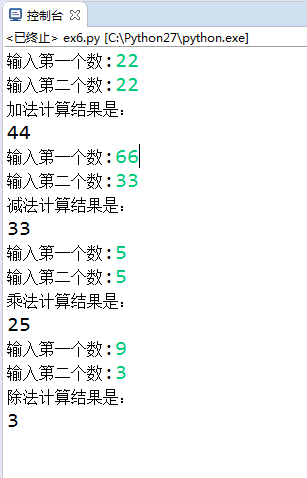 控制台
<已终止> ex6.py [C:\Python27\python.exe]
输入第一个数:22
输入第二个数:22
加法计算结果是:
44
输入第一个数:66
输入第二个数:33
减法计算结果是:
33
输入第一个数:5
输入第二个数:5
乘法计算结果是:
25
输入第一个数:9
输入第二个数:3
除法计算结果是:
3